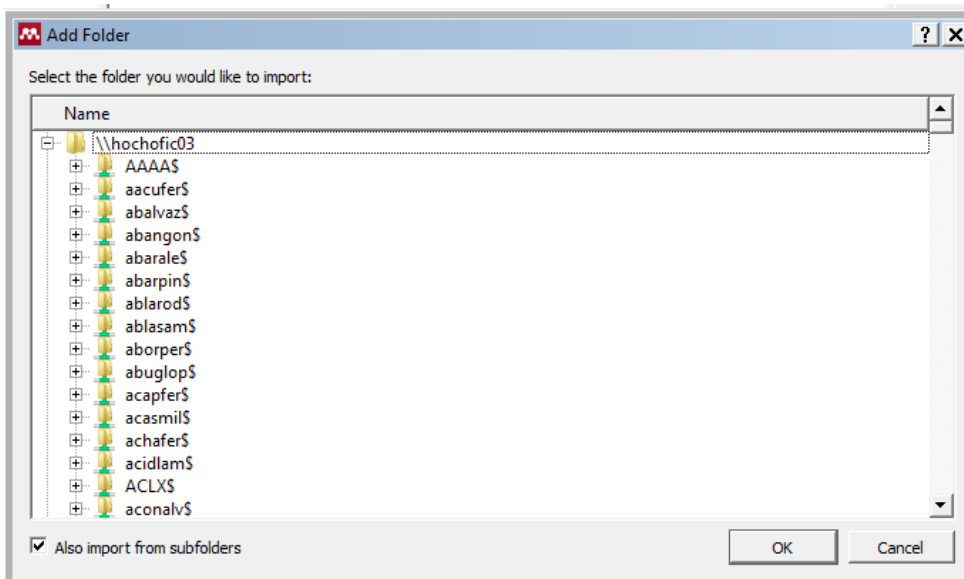 Add Folder
Select the folder you would like to import:
Name
\\hochofic03
AAAA$
aacufer$
abalvaz$
abangon$
abarale$
abarpin$
ablarod$
ablasam$
aborper$
abuglop$
acapfer$
acasmil$
achafer$
acidlam$
ACLX$
aconalv$
Also import from subfolders
OK Cancel